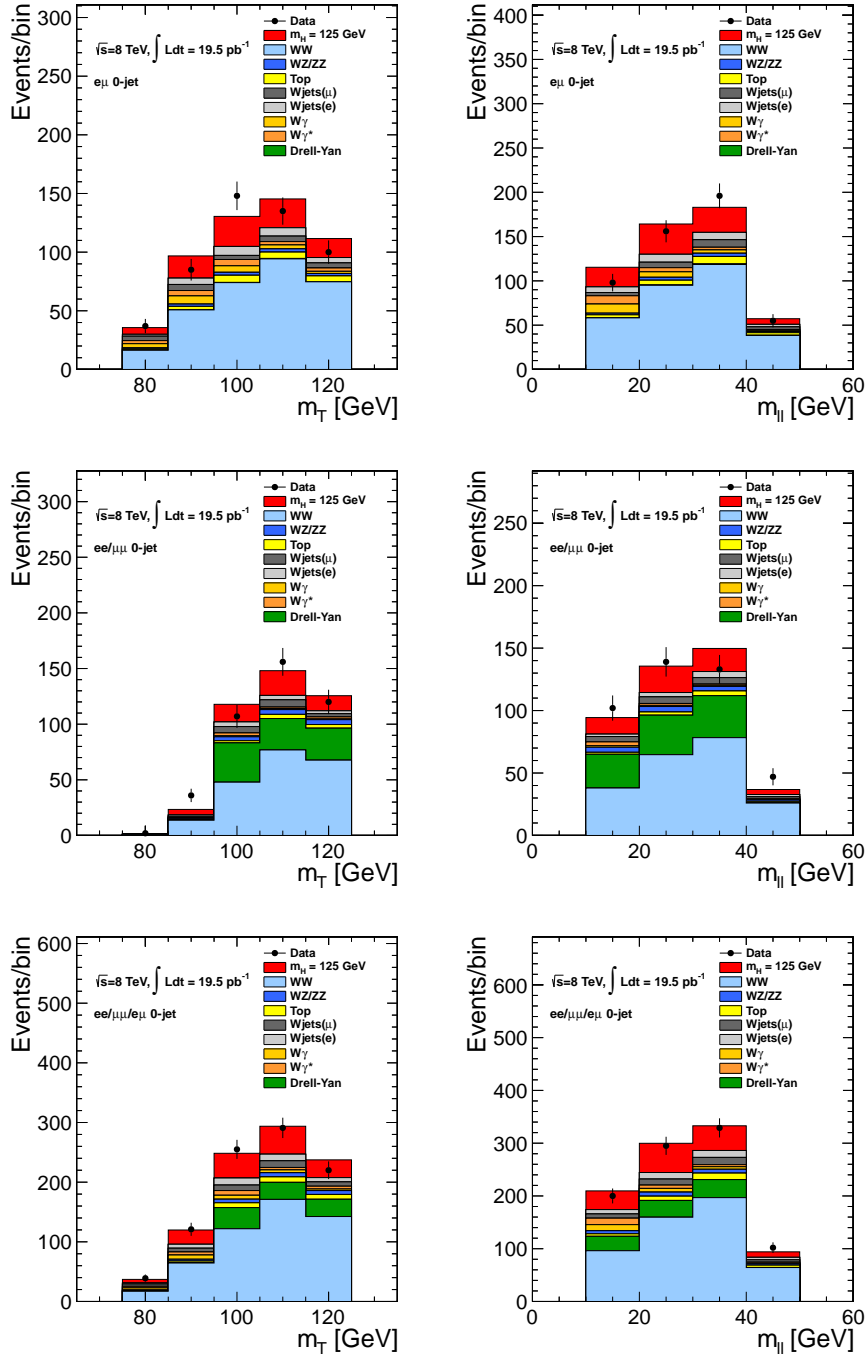 Events/bin
300
250
200
150
100
50
0
80
100
120
m_T [GeV]
√s=8 TeV, ∫ Ldt = 19.5 pb⁻¹
eμ 0-jet
Data
m_H = 125 GeV
WW
WZ/ZZ
Top
Wjets(μ)
Wjets(e)
Wγ
Wγ*
Drell-Yan
Events/bin
400
350
300
250
200
150
100
50
0
0
20
40
60
m_ll [GeV]
√s=8 TeV, ∫ Ldt = 19.5 pb⁻¹
eμ 0-jet
Data
m_H = 125 GeV
WW
WZ/ZZ
Top
Wjets(μ)
Wjets(e)
Wγ
Wγ*
Drell-Yan
Events/bin
300
250
200
150
100
50
0
80
100
120
m_T [GeV]
√s=8 TeV, ∫ Ldt = 19.5 pb⁻¹
ee/μμ 0-jet
Data
m_H = 125 GeV
WW
WZ/ZZ
Top
Wjets(μ)
Wjets(e)
Wγ
Wγ*
Drell-Yan
Events/bin
250
200
150
100
50
0
0
20
40
60
m_ll [GeV]
√s=8 TeV, ∫ Ldt = 19.5 pb⁻¹
ee/μμ 0-jet
Data
m_H = 125 GeV
WW
WZ/ZZ
Top
Wjets(μ)
Wjets(e)
Wγ
Wγ*
Drell-Yan
Events/bin
600
500
400
300
200
100
0
80
100
120
m_T [GeV]
√s=8 TeV, ∫ Ldt = 19.5 pb⁻¹
ee/μμ/eμ 0-jet
Data
m_H = 125 GeV
WW
WZ/ZZ
Top
Wjets(μ)
Wjets(e)
Wγ
Wγ*
Drell-Yan
Events/bin
600
500
400
300
200
100
0
0
20
40
60
m_ll [GeV]
√s=8 TeV, ∫ Ldt = 19.5 pb⁻¹
ee/μμ/eμ 0-jet
Data
m_H = 125 GeV
WW
WZ/ZZ
Top
Wjets(μ)
Wjets(e)
Wγ
Wγ*
Drell-Yan